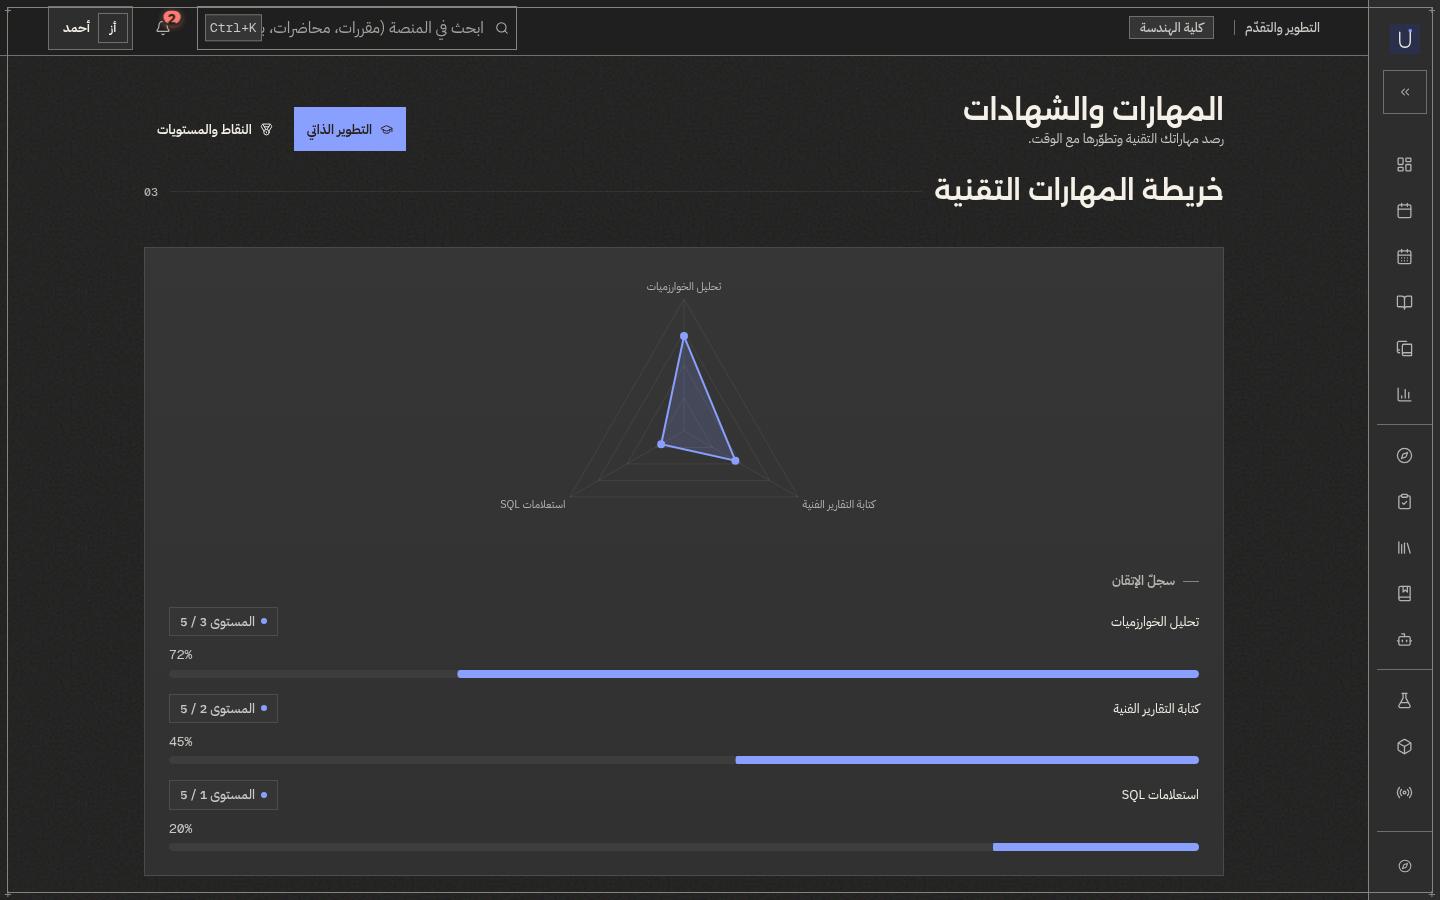 التطوير والتقدّم
كلية الهندسة
ابحث في المنصة (مقررات، محاضرات، ب
Ctrl+K
2
أز
أحمد
المهارات والشهادات
رصد مهاراتك التقنية وتطوّرها مع الوقت.
التطوير الذاتي
النقاط والمستويات
خريطة المهارات التقنية
03
تحليل الخوارزميات
كتابة التقارير الفنية
استعلامات SQL
سجلّ الإتقان
تحليل الخوارزميات
المستوى 3 / 5
72%
كتابة التقارير الفنية
المستوى 2 / 5
45%
استعلامات SQL
المستوى 1 / 5
20%